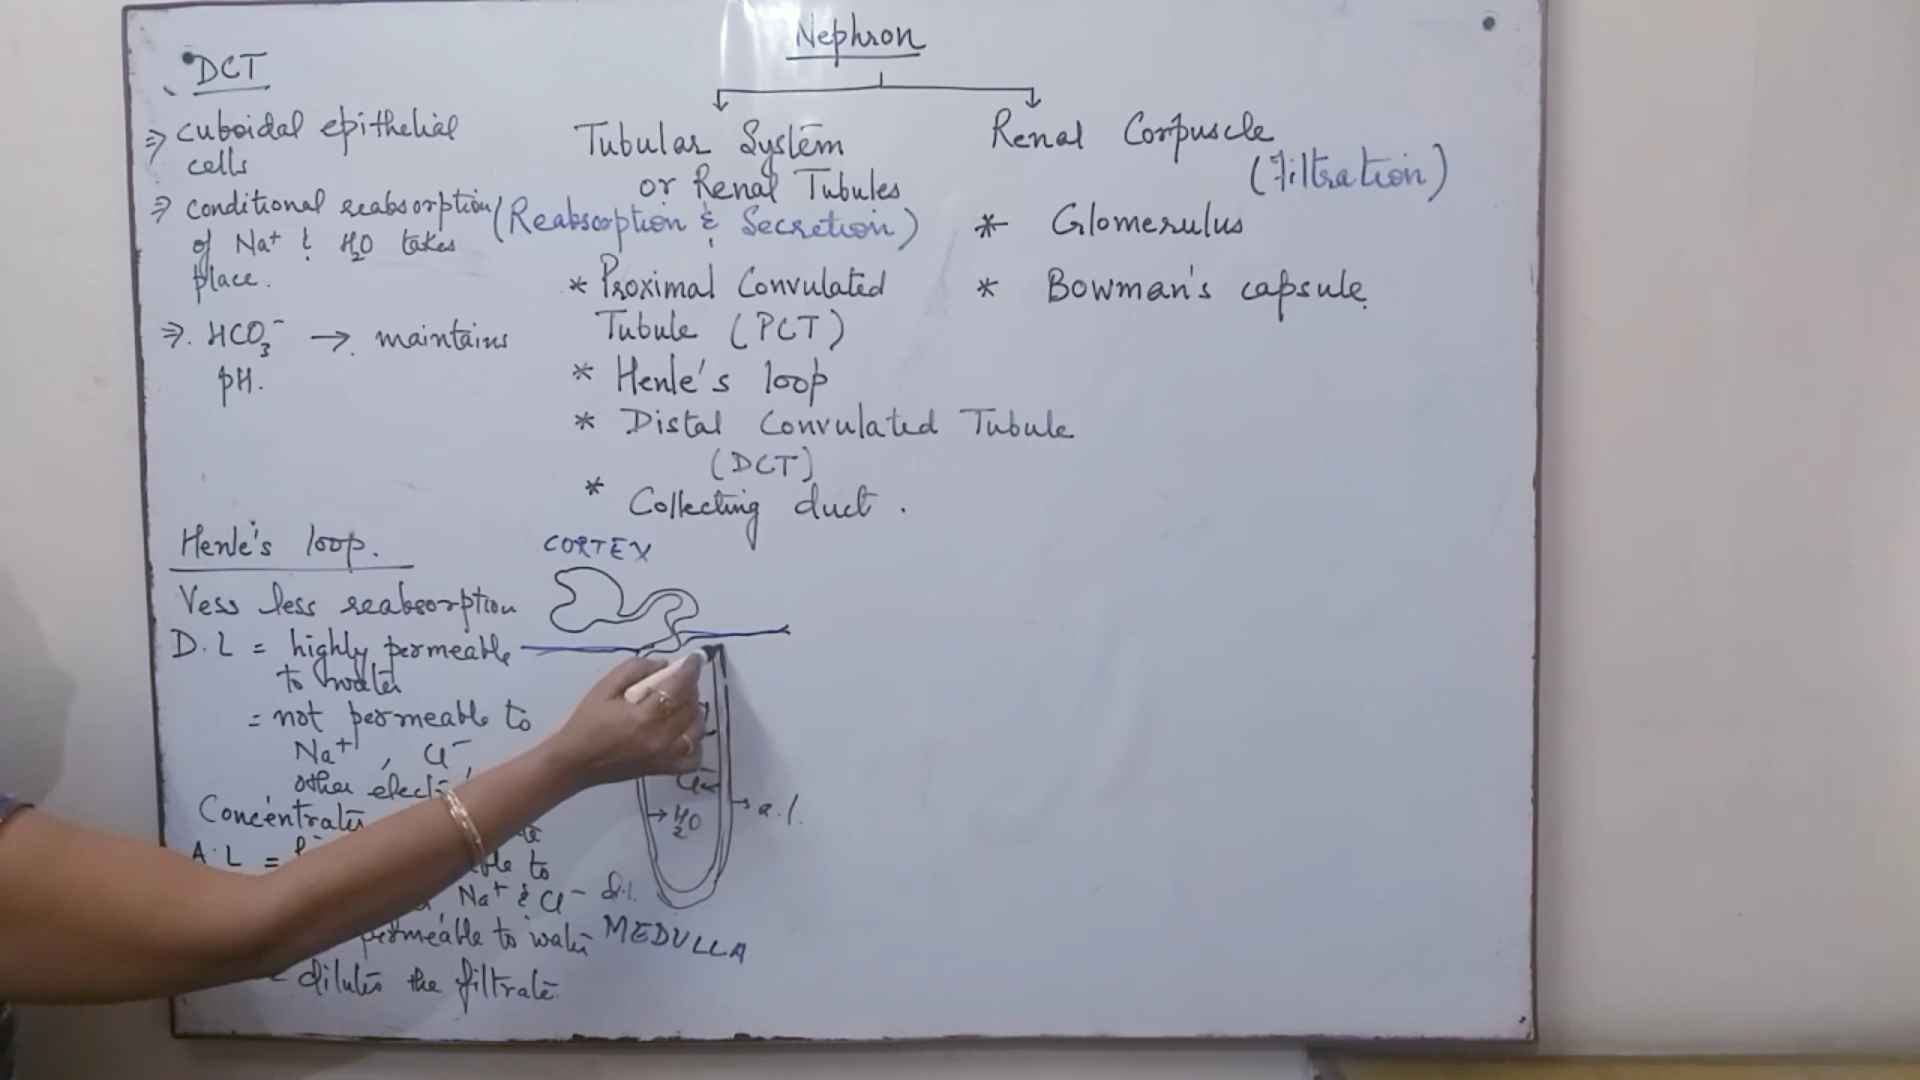 Nephron
DCT
⇒ cuboidal epithelial
cells
⇒ conditional reabsorption
of Na⁺ & H₂O takes
place.
⇒. HCO₃⁻ → maintains
pH.
Tubular System
or Renal Tubules
(Reabsorption & Secretion)
* Proximal Convulated
Tubule (PCT)
* Henle's loop
* Distal Convulated Tubule
(DCT)
* Collecting duct.
Renal Corpuscle
(Filtration)
* Glomerulus
* Bowman's capsule.
Henle's loop.
Vess less reabsorption
D.L = highly permeable
to water
= not permeable to
Na⁺, Cl⁻
other
A.L =
to
Na⁺ & Cl⁻
permeable to water
= dilutes the filtrate
CORTEX
→ H₂O
→ a.l.
d.l.
MEDULLA